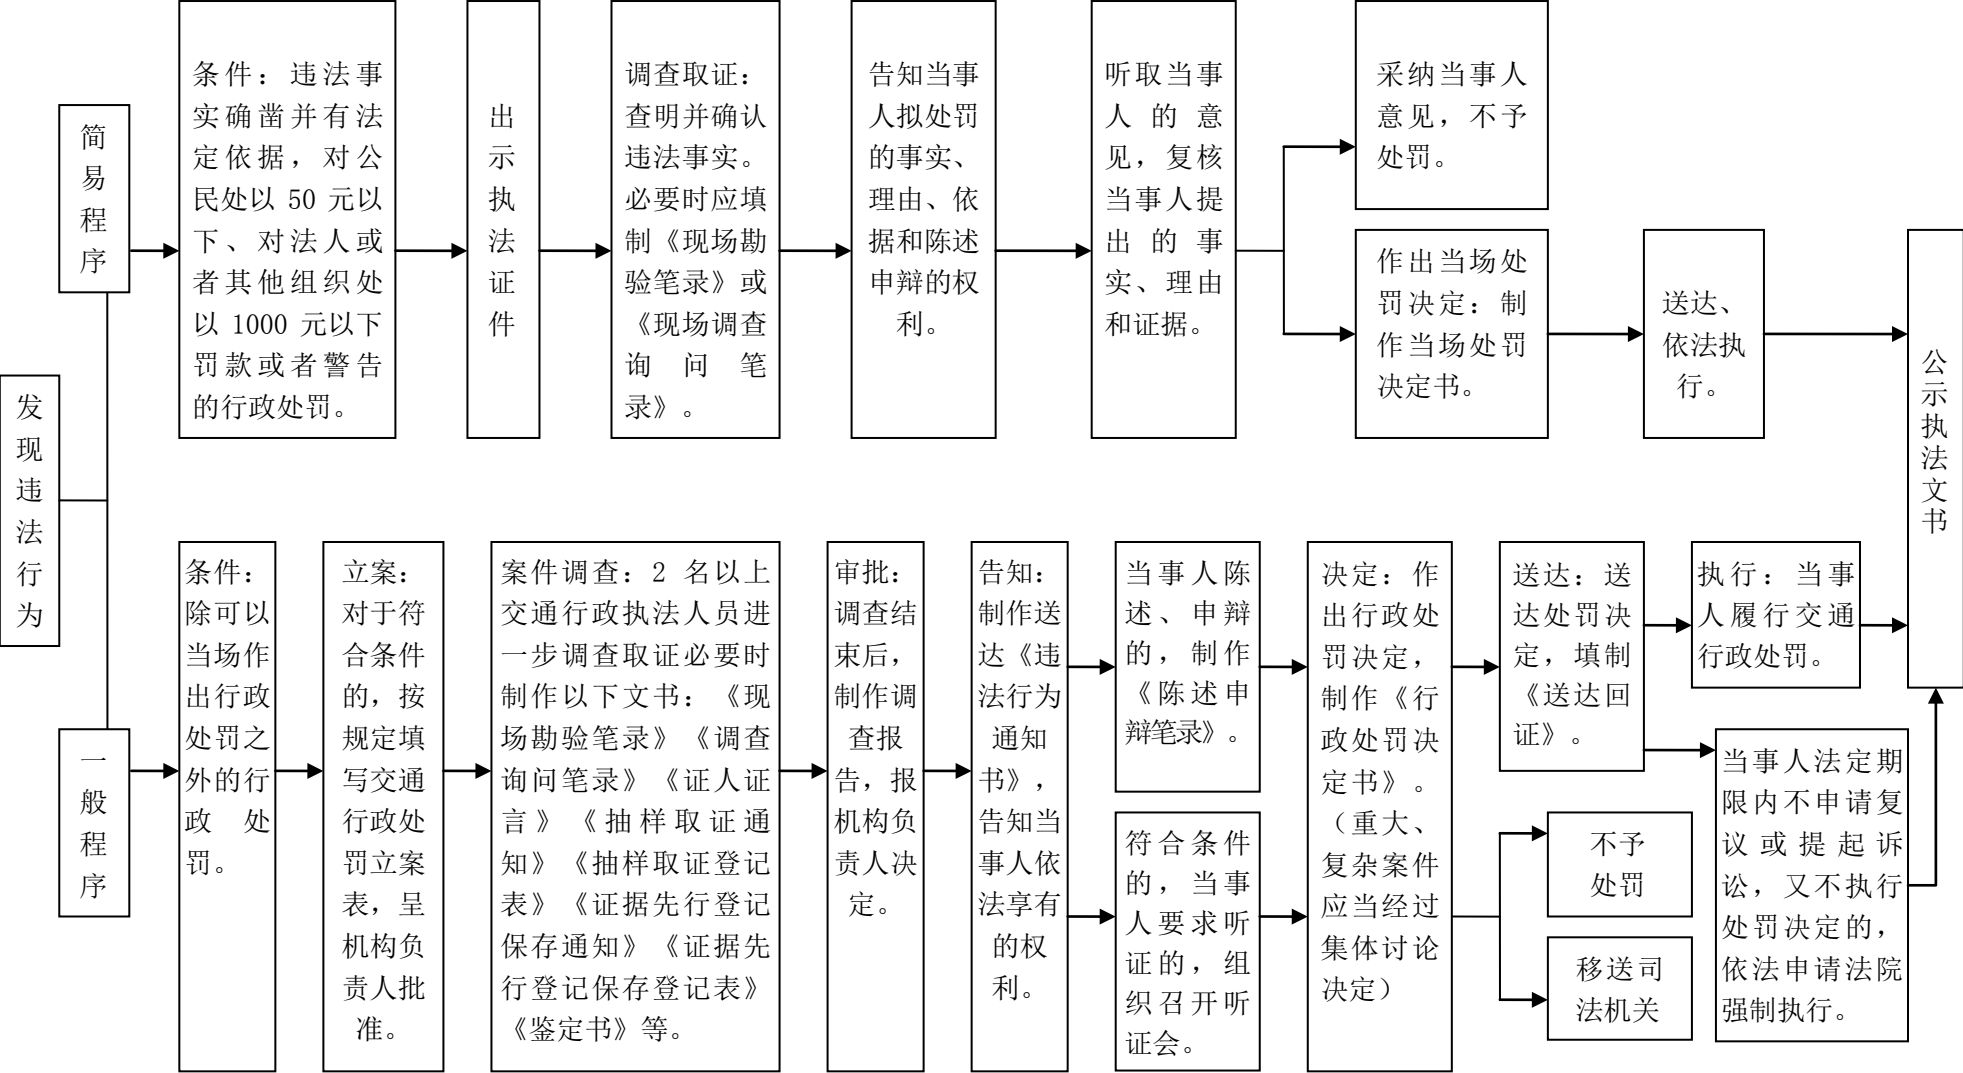 发现违法行为
简易程序
条件：违法事
实确凿并有法
定依据，对公
民处以 50 元以
下、对法人或
者其他组织处
以 1000 元以下
罚款或者警告
的行政处罚。
出示执法证件
调查取证：
查明并确认
违法事实。
必要时应填
制《现场勘
验笔录》或
《现场调查
询问笔
录》。
告知当事
人拟处罚
的事实、
理由、依
据和陈述
申辩的权
利。
听取当事
人的意
见，复核
当事人提
出的事
实、理由
和证据。
采纳当事人
意见，不予
处罚。
作出当场处
罚决定：制
作当场处罚
决定书。
送达、
依法执
行。
公示执法文书
一般程序
条件：
除可以
当场作
出行政
处罚之
外的行
政处
罚。
立案：
对于符
合条件
的，按
规定填
写交通
行政处
罚立案
表，呈
机构负
责人批
准。
案件调查：2 名以上
交通行政执法人员进
一步调查取证必要时
制作以下文书：《现
场勘验笔录》《调查
询问笔录》《证人证
言》《抽样取证通
知》《抽样取证登记
表》《证据先行登记
保存通知》《证据先
行登记保存登记表》
《鉴定书》等。
审批：
调查结
束后，
制作调
查报
告，报
机构负
责人决
定。
告知：
制作送
达《违
法行为
通知
书》，
告知当
事人依
法享有
的权
利。
当事人陈
述、申辩
的，制作
《陈述申
辩笔录》。
符合条件
的，当事
人要求听
证的，组
织召开听
证会。
决定：作
出行政处
罚决定，
制作《行
政处罚决
定书》。
（重大、
复杂案件
应当经过
集体讨论
决定）
送达：送
达处罚决
定，填制
《送达回
证》。
执行：当事
人履行交通
行政处罚。
当事人法定期
限内不申请复
议或提起诉
讼，又不执行
处罚决定的，
依法申请法院
强制执行。
不予
处罚
移送司
法机关